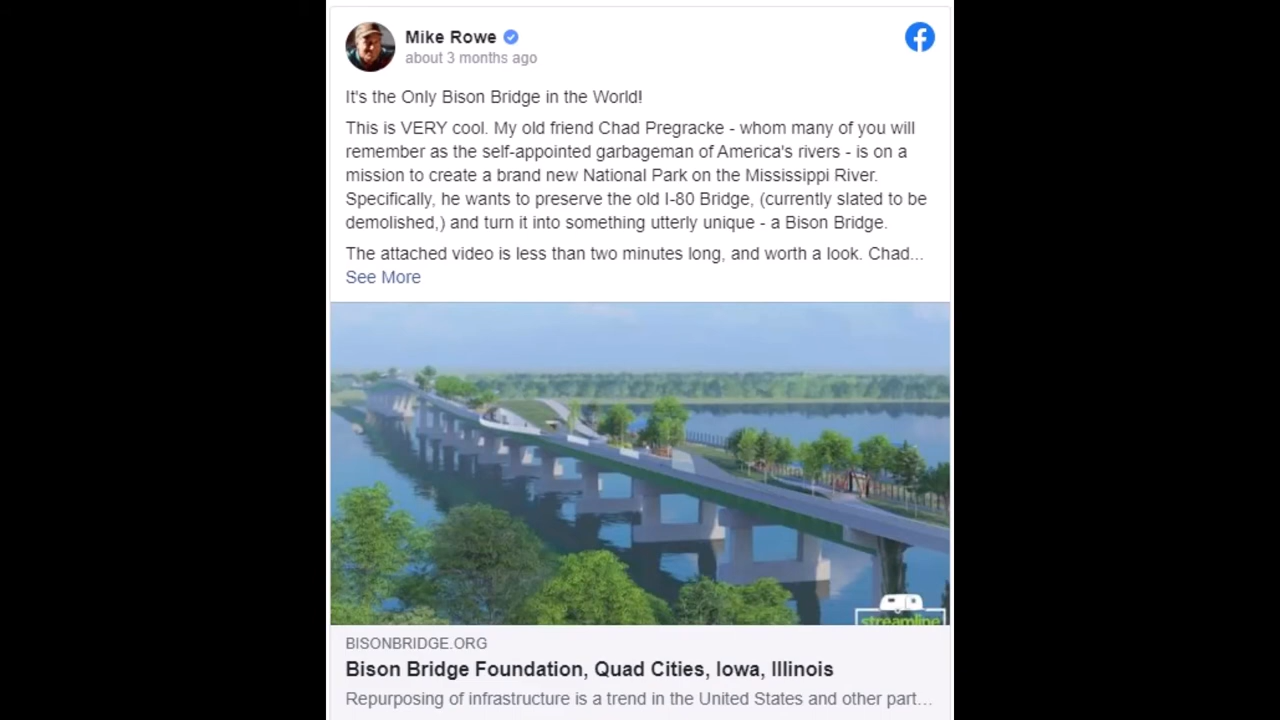 Mike Rowe
about 3 months ago
It's the Only Bison Bridge in the World!
This is VERY cool. My old friend Chad Pregracke - whom many of you will
remember as the self-appointed garbageman of America's rivers - is on a
mission to create a brand new National Park on the Mississippi River.
Specifically, he wants to preserve the old I-80 Bridge, (currently slated to be
demolished,) and turn it into something utterly unique - a Bison Bridge.
The attached video is less than two minutes long, and worth a look. Chad...
See More
streamline
BISONBRIDGE.ORG
Bison Bridge Foundation, Quad Cities, Iowa, Illinois
Repurposing of infrastructure is a trend in the United States and other part...